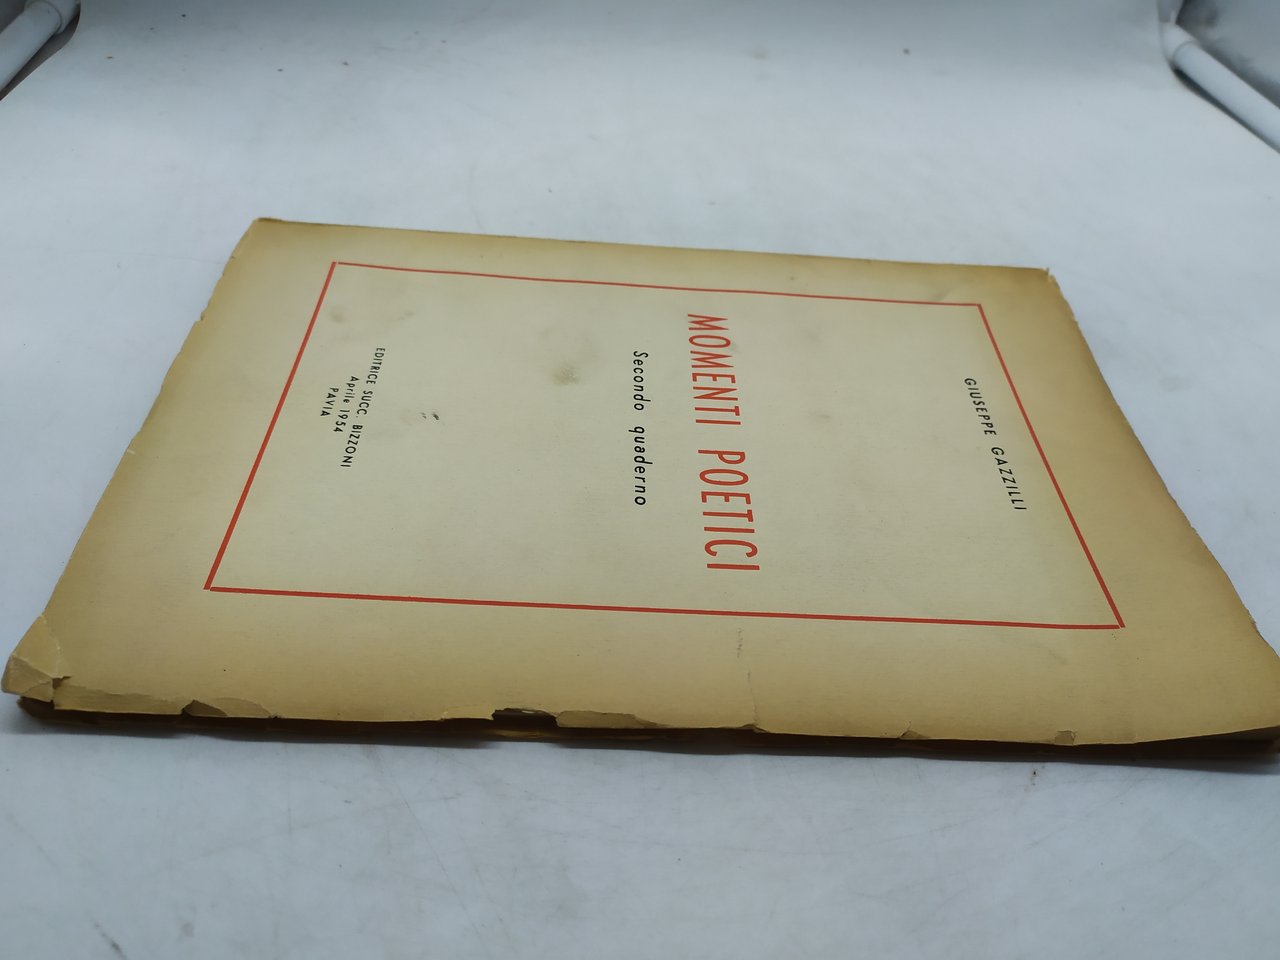 GIUSEPPE GAZZILLI
MOMENTI POETICI
Secondo quaderno
EDITRICE SUCC. BIZZONI
Aprile 1954
PAVIA